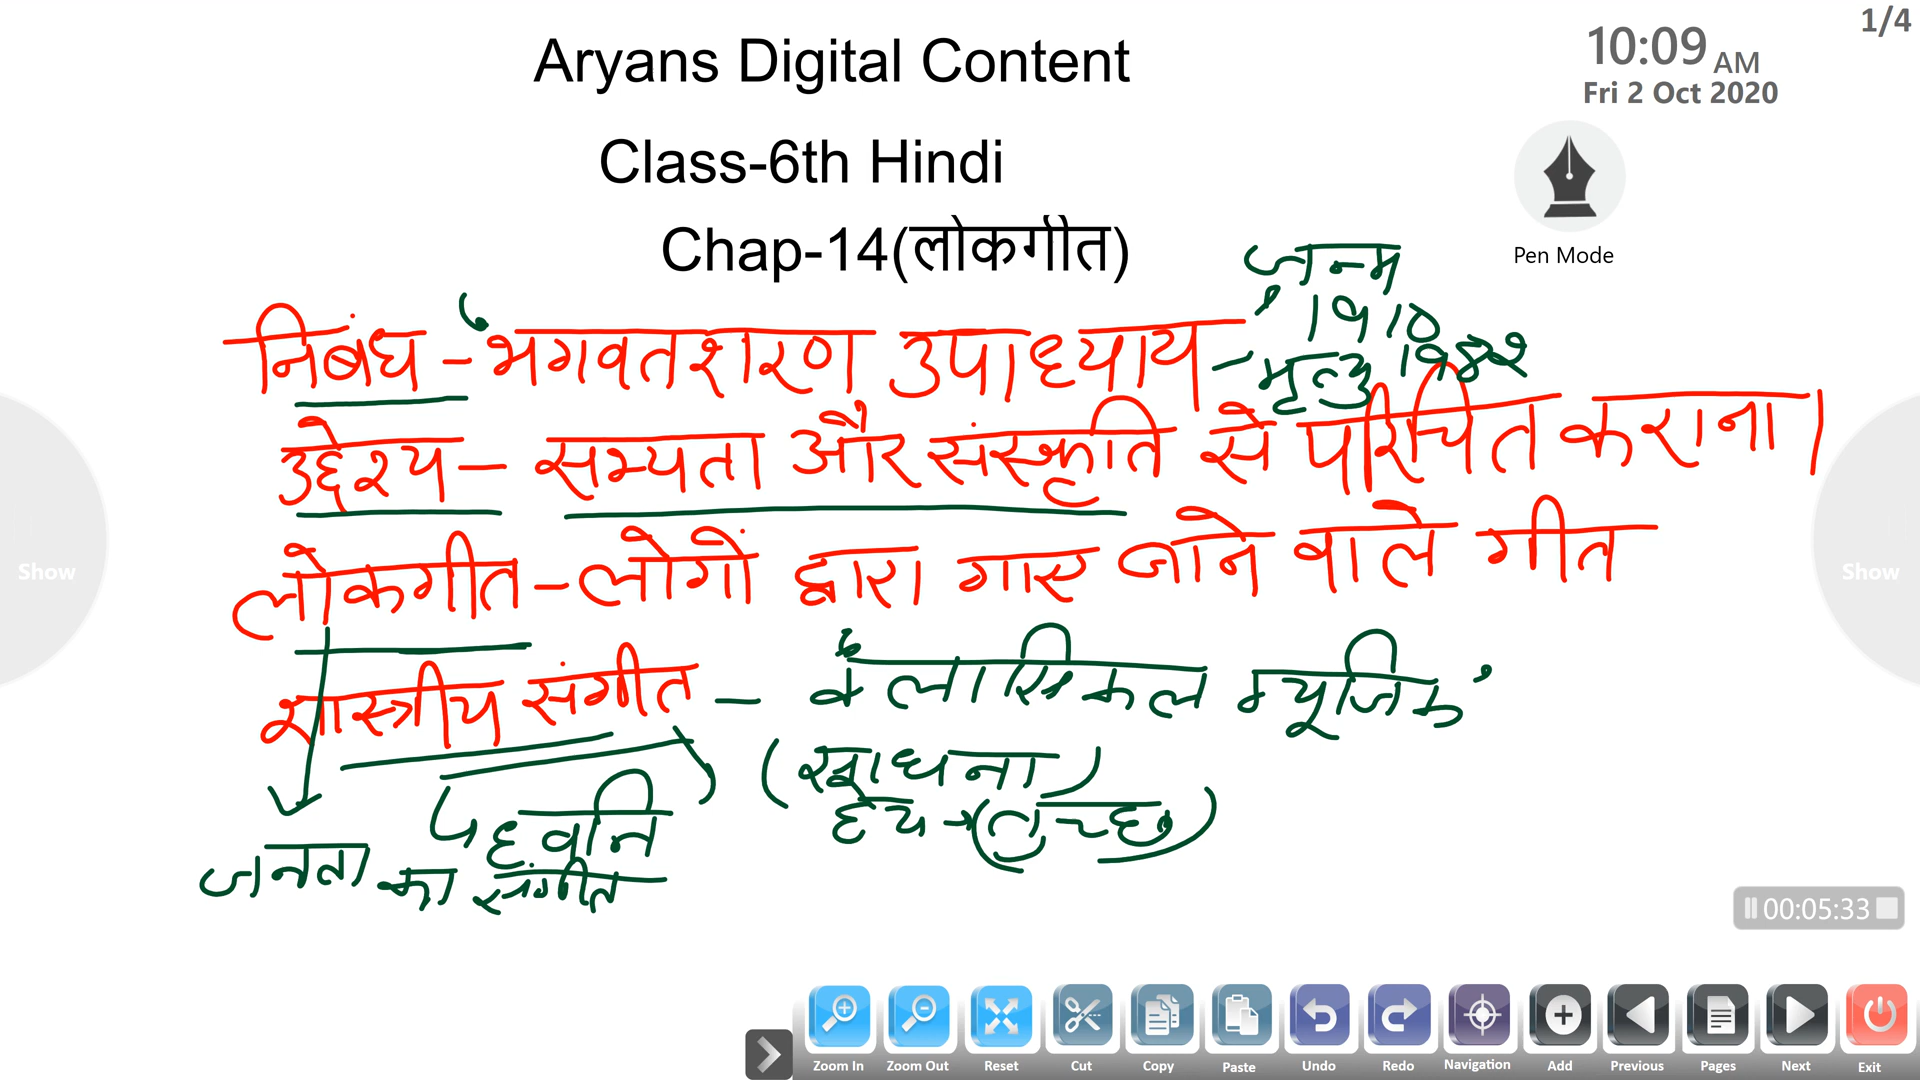 1/4
Aryans Digital Content
10:09 AM
Fri 2 Oct 2020
Class-6th Hindi
Pen Mode
Chap-14(लोकगीत)
जन्म
1910
निबंध - भगवतशरण उपाध्याय - मृत्यु 1982
उद्देश्य - सभ्यता और संस्कृति से परिचित कराना।
लोकगीत - लोगों द्वारा गाए जाने वाले गीत
Show
Show
शास्त्रीय संगीत - क्लासिकल म्यूजिक
(साधना)
ध्वनि
हेय → (तुच्छ)
जनता का संगीत
00:05:33
Zoom In Zoom Out Reset Cut Copy Paste Undo Redo Navigation Add Previous Pages Next Exit